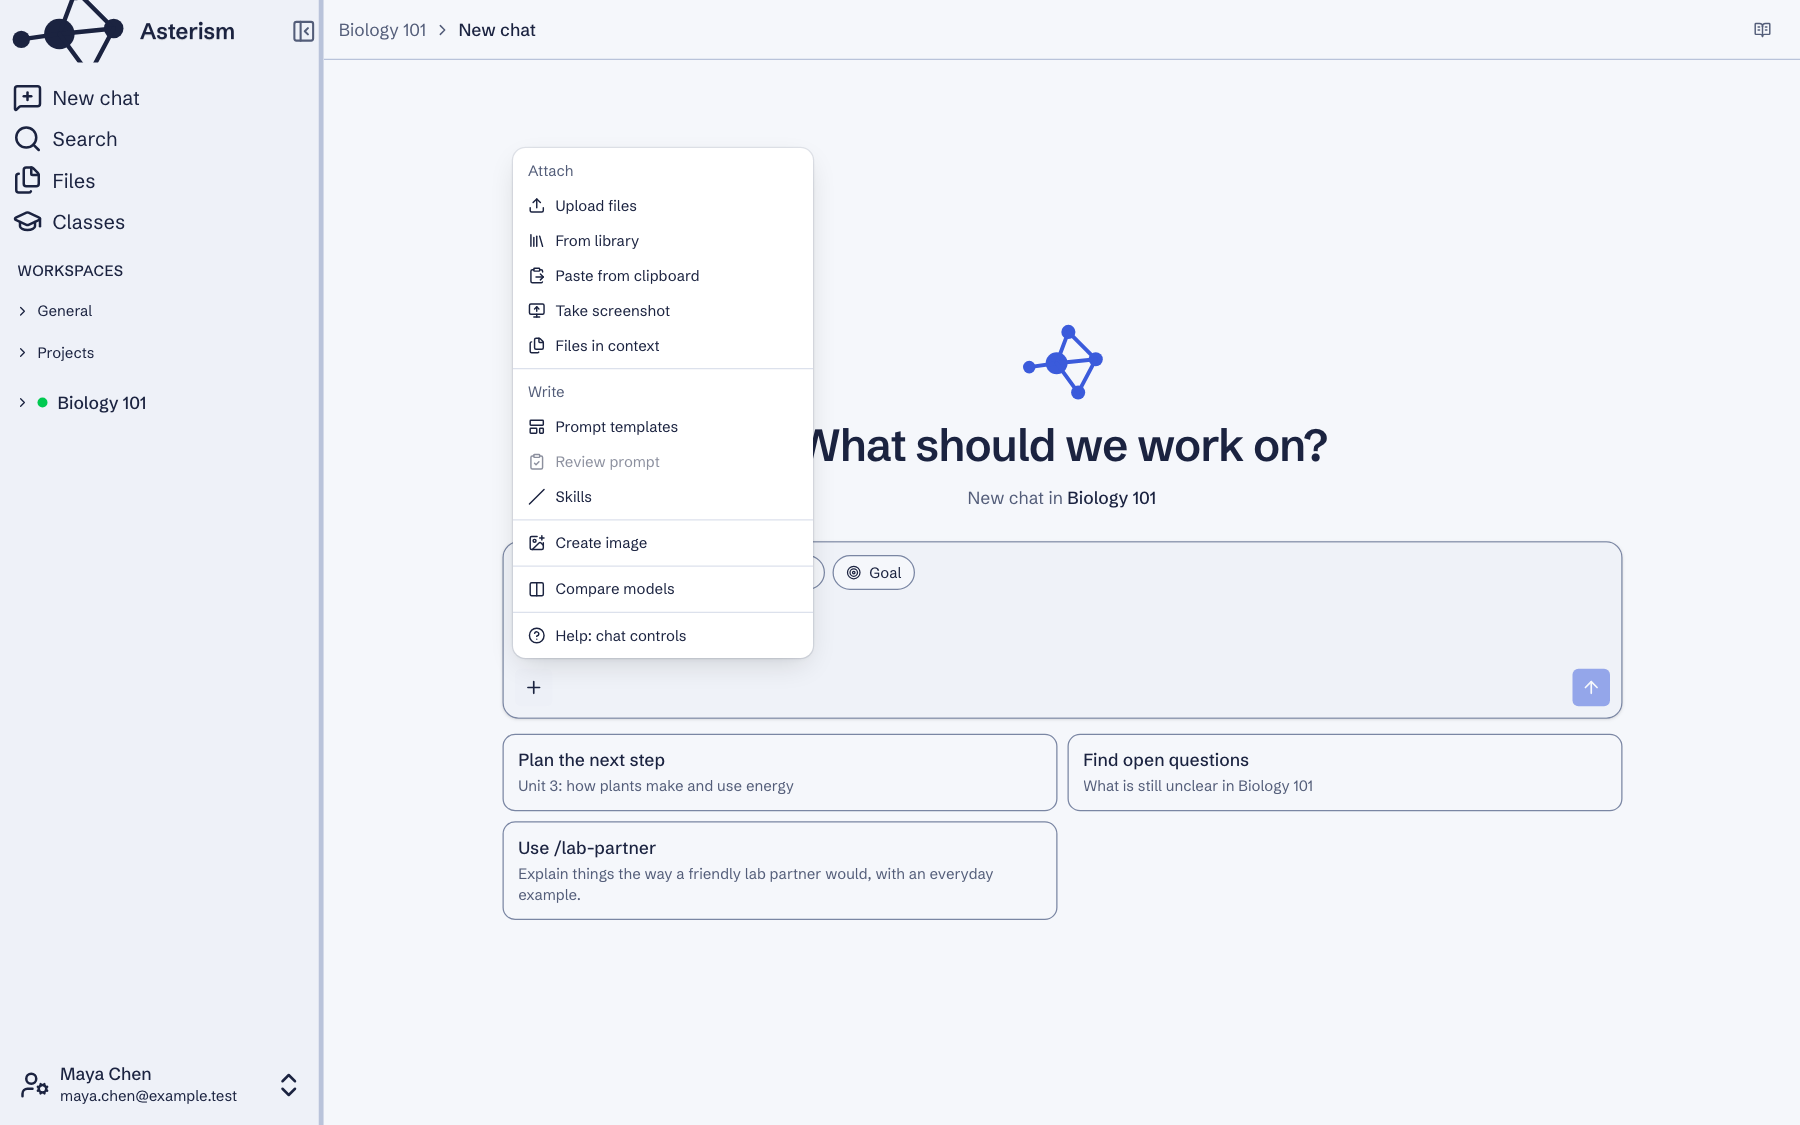 Asterism
New chat
Search
Files
Classes
WORKSPACES
General
Projects
Biology 101
Maya Chen
maya.chen@example.test
Biology 101 > New chat
Attach
Upload files
From library
Paste from clipboard
Take screenshot
Files in context
Write
Prompt templates
Review prompt
Skills
Create image
Compare models
Help: chat controls
What should we work on?
New chat in Biology 101
Goal
Plan the next step
Unit 3: how plants make and use energy
Find open questions
What is still unclear in Biology 101
Use /lab-partner
Explain things the way a friendly lab partner would, with an everyday
example.